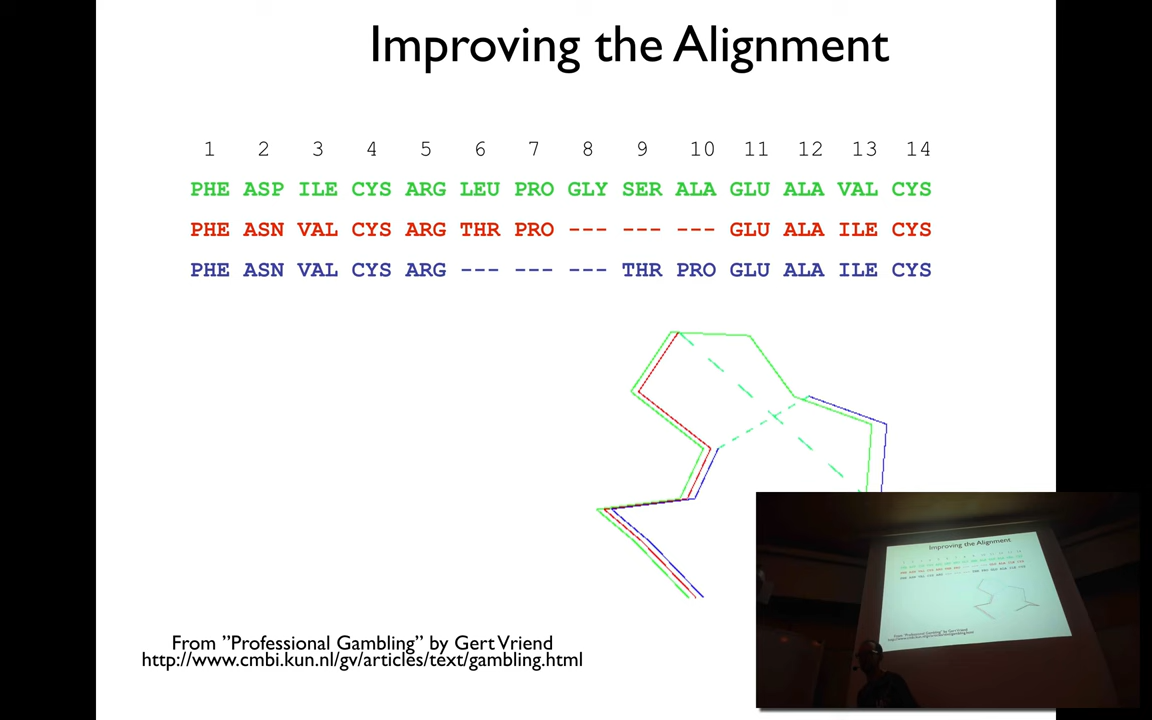 Improving the Alignment
1 2 3 4 5 6 7 8 9 10 11 12 13 14
PHE ASP ILE CYS ARG LEU PRO GLY SER ALA GLU ALA VAL CYS
PHE ASN VAL CYS ARG THR PRO --- --- --- GLU ALA ILE CYS
PHE ASN VAL CYS ARG --- --- --- THR PRO GLU ALA ILE CYS
From ”Professional Gambling” by Gert Vriend
http://www.cmbi.kun.nl/gv/articles/text/gambling.html
Improving the Alignment